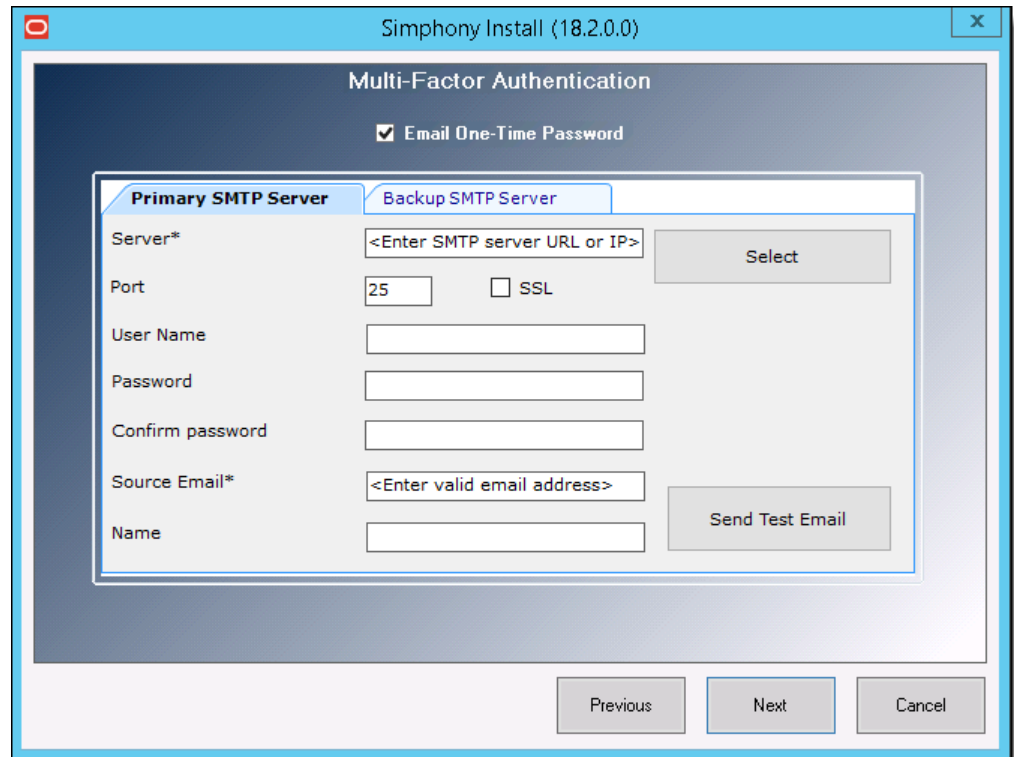 Simphony Install (18.2.0.0)
x
Multi-Factor Authentication
Email One-Time Password
Primary SMTP Server Backup SMTP Server
Server* <Enter SMTP server URL or IP> Select
Port 25 SSL
User Name
Password
Confirm password
Source Email* <Enter valid email address>
Send Test Email
Name
Previous Next Cancel